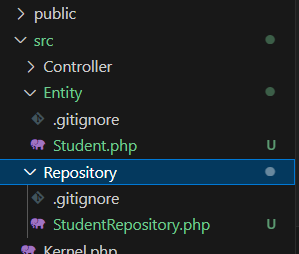 public
src
Controller
Entity
.gitignore
Student.php U
Repository
.gitignore
StudentRepository.php U
Kernel.php